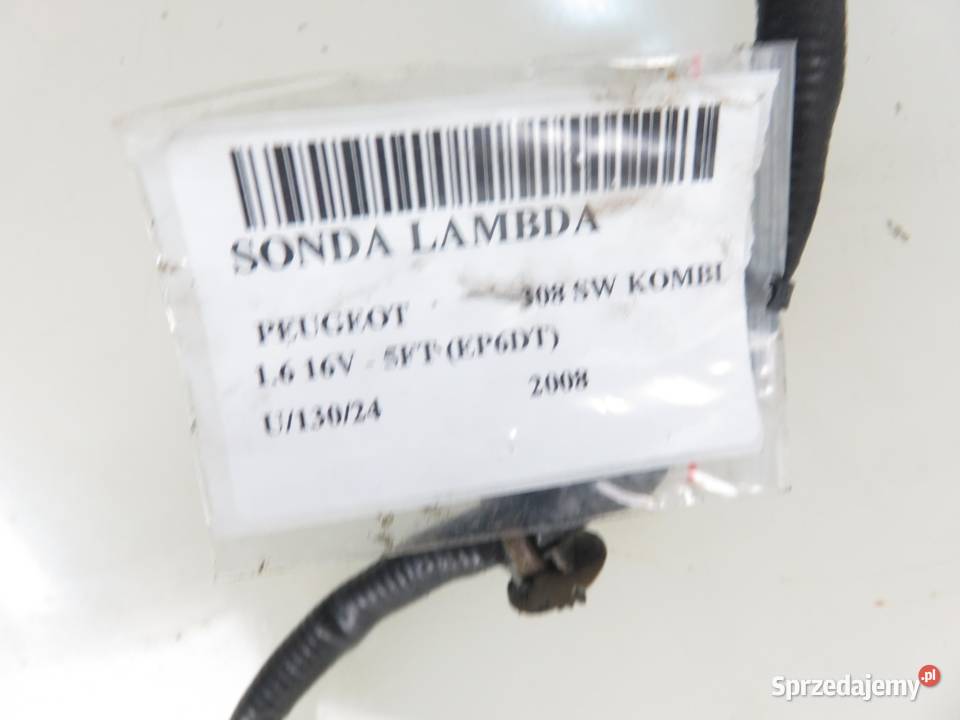 SONDA LAMBDA
PEUGEOT 308 SW KOMBI
1.6 16V - 5FT (EP6DT)
U/130/24 2008
Sprzedajemy.pl